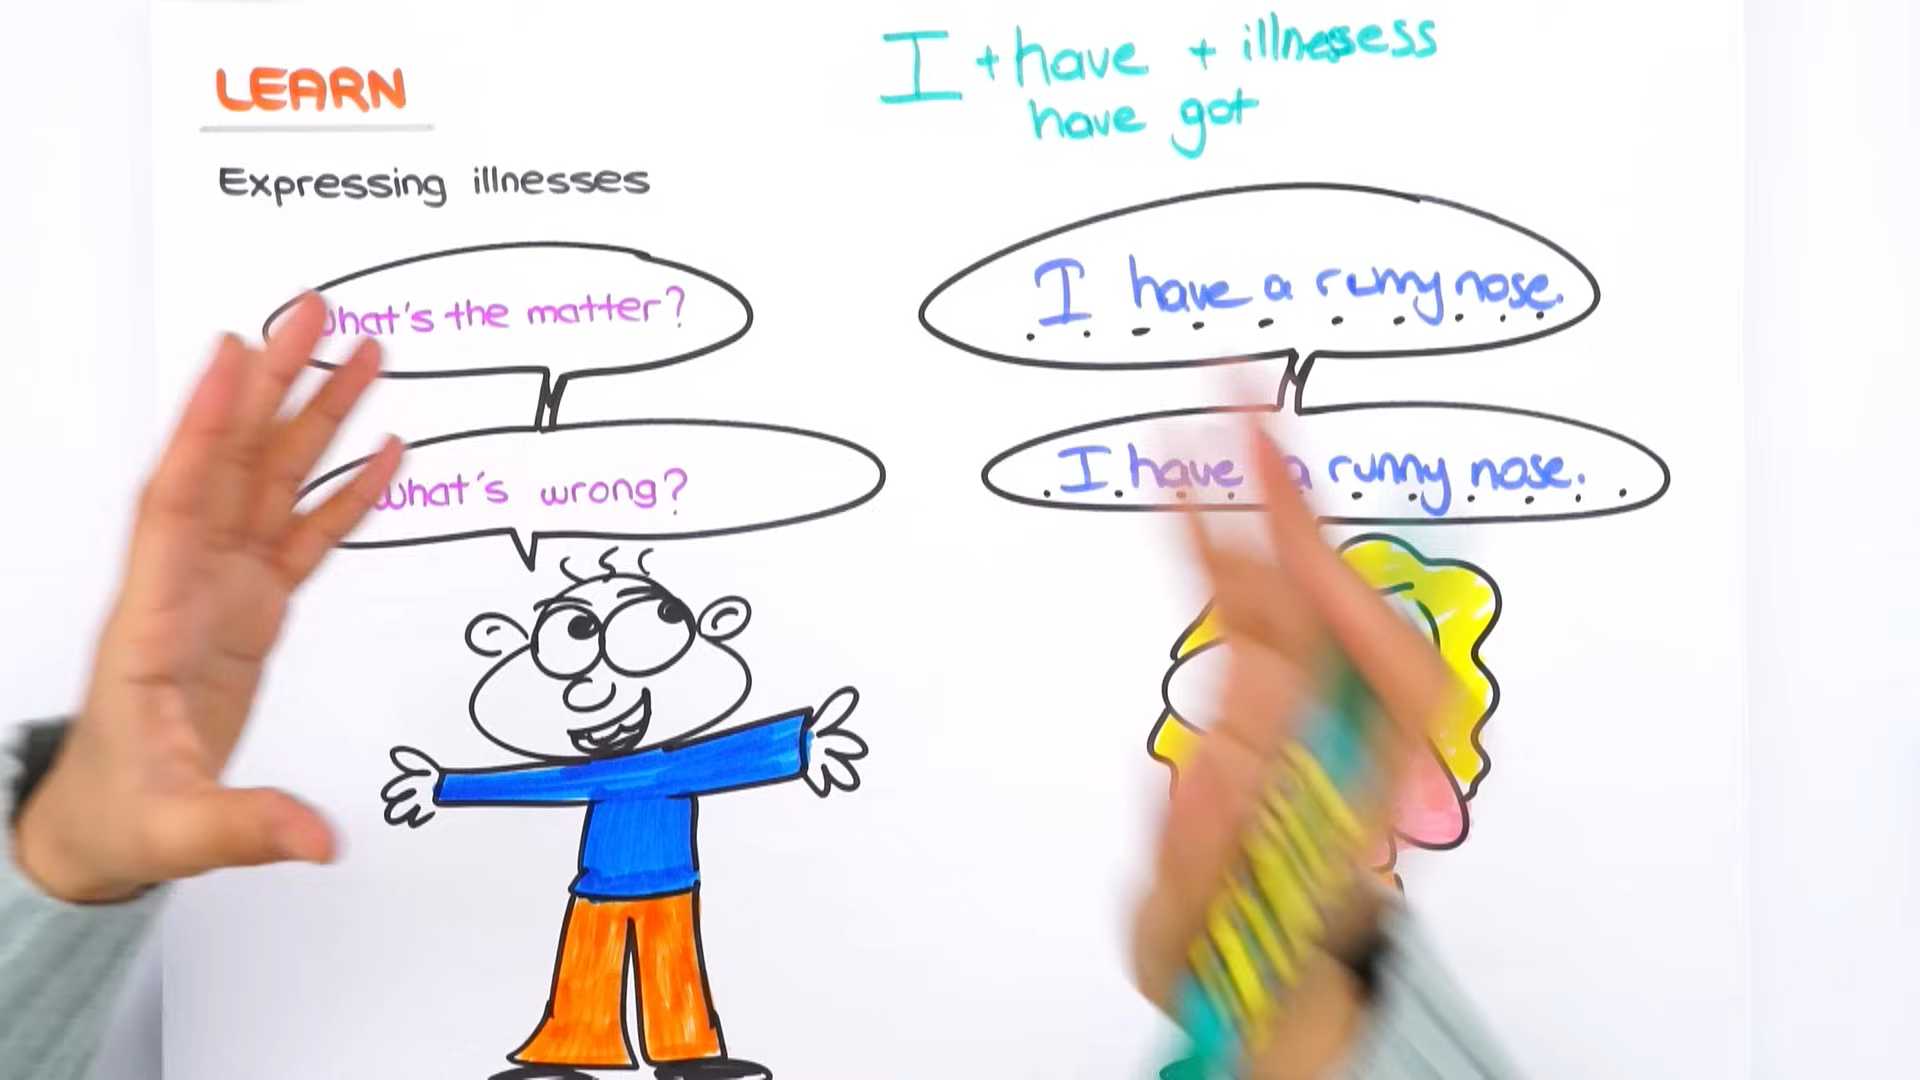 LEARN
I + have + illnesess
have got
Expressing illnesses
What's the matter?
What's wrong?
I have a runny nose.
I have a runny nose.